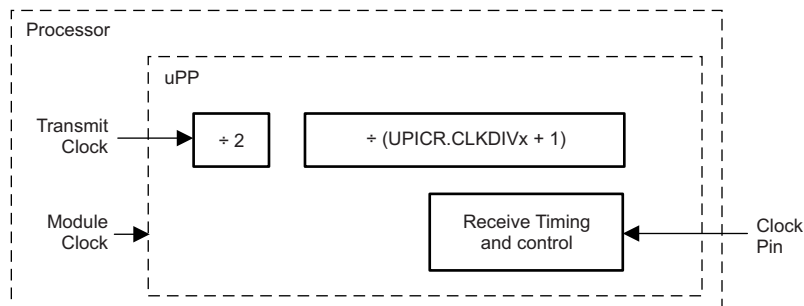 Processor
uPP
Transmit
Clock
÷ 2
÷ (UPICR.CLKDIVx + 1)
Module
Clock
Receive Timing
and control
Clock
Pin